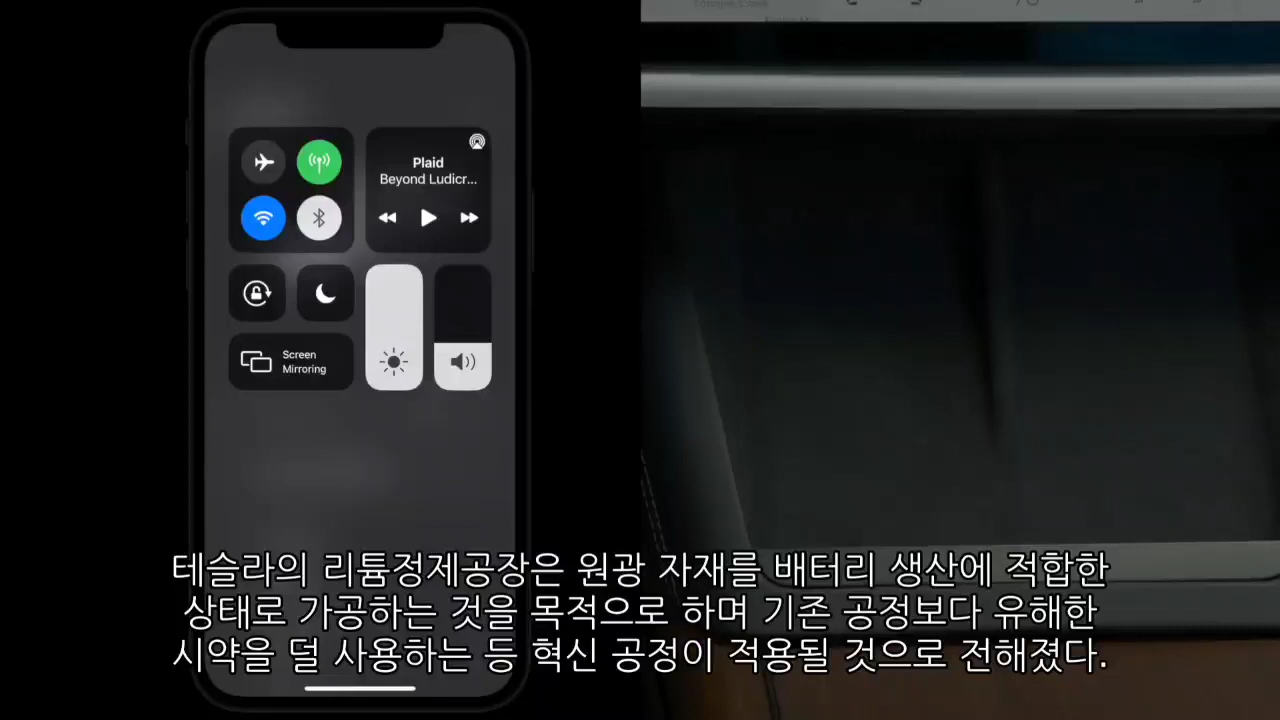 Plaid
Beyond Ludicr...
Screen
Mirroring
테슬라의 리튬정제공장은 원광 자재를 배터리 생산에 적합한
상태로 가공하는 것을 목적으로 하며 기존 공정보다 유해한
시약을 덜 사용하는 등 혁신 공정이 적용될 것으로 전해졌다.